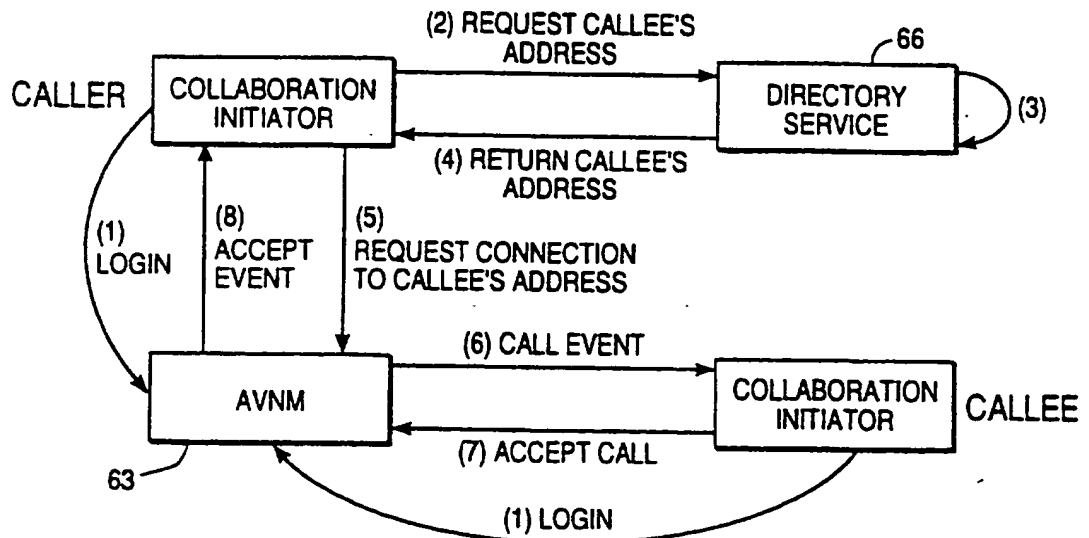 (2) REQUEST CALLEE'S
ADDRESS
66
CALLER
COLLABORATION
INITIATOR
DIRECTORY
SERVICE
(3)
(4) RETURN CALLEE'S
ADDRESS
(1)
LOGIN
(8)
ACCEPT
EVENT
(5)
REQUEST CONNECTION
TO CALLEE'S ADDRESS
(6) CALL EVENT
AVNM
COLLABORATION
INITIATOR
CALLEE
(7) ACCEPT CALL
63
(1) LOGIN